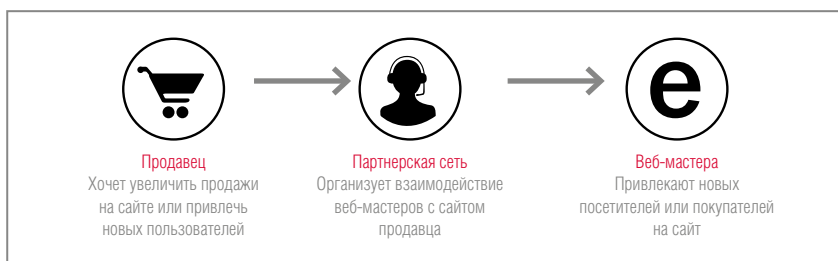 e
Продавец
Хочет увеличить продажи
на сайте или привлечь
новых пользователей
Партнерская сеть
Организует взаимодействие
веб-мастеров с сайтом
продавца
Веб-мастера
Привлекают новых
посетителей или покупателей
на сайт